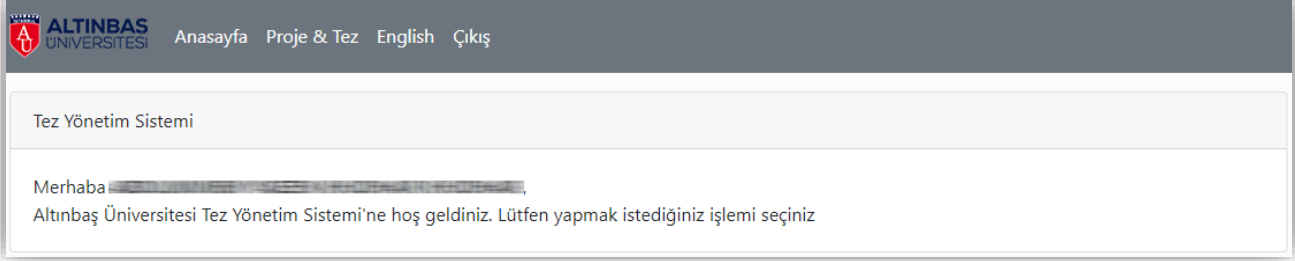 ALTINBAŞ
ÜNİVERSİTESİ
Anasayfa Proje & Tez English Çıkış
Tez Yönetim Sistemi
Merhaba ,
Altınbaş Üniversitesi Tez Yönetim Sistemi'ne hoş geldiniz. Lütfen yapmak istediğiniz işlemi seçiniz